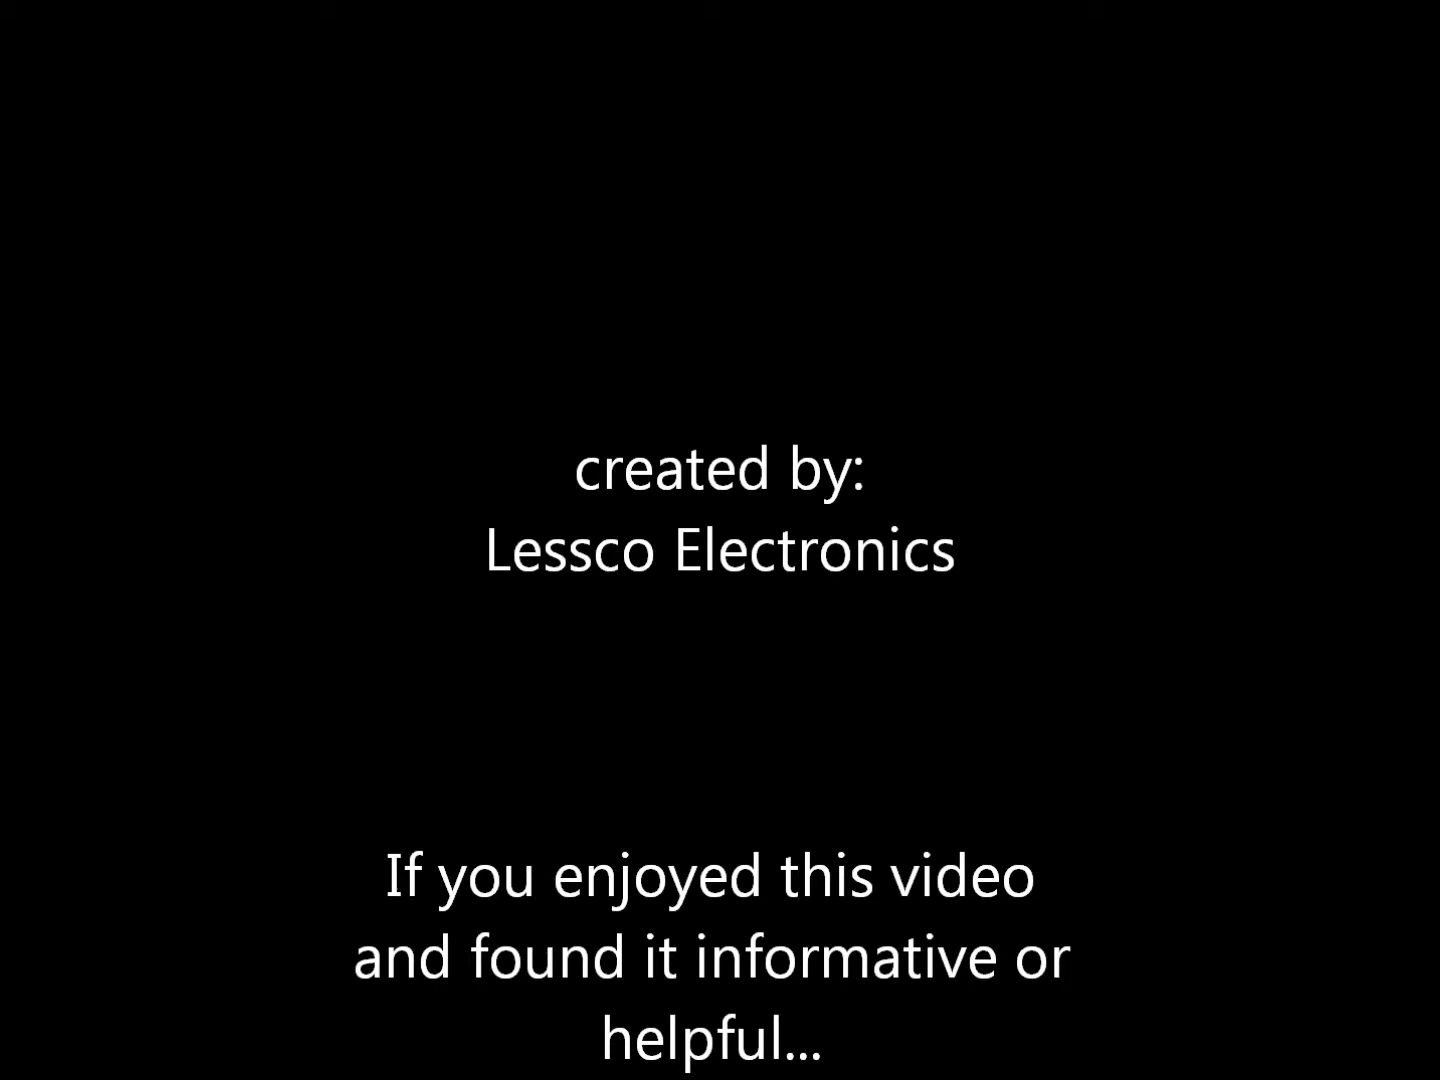 created by:
Lessco Electronics
If you enjoyed this video
and found it informative or
helpful...